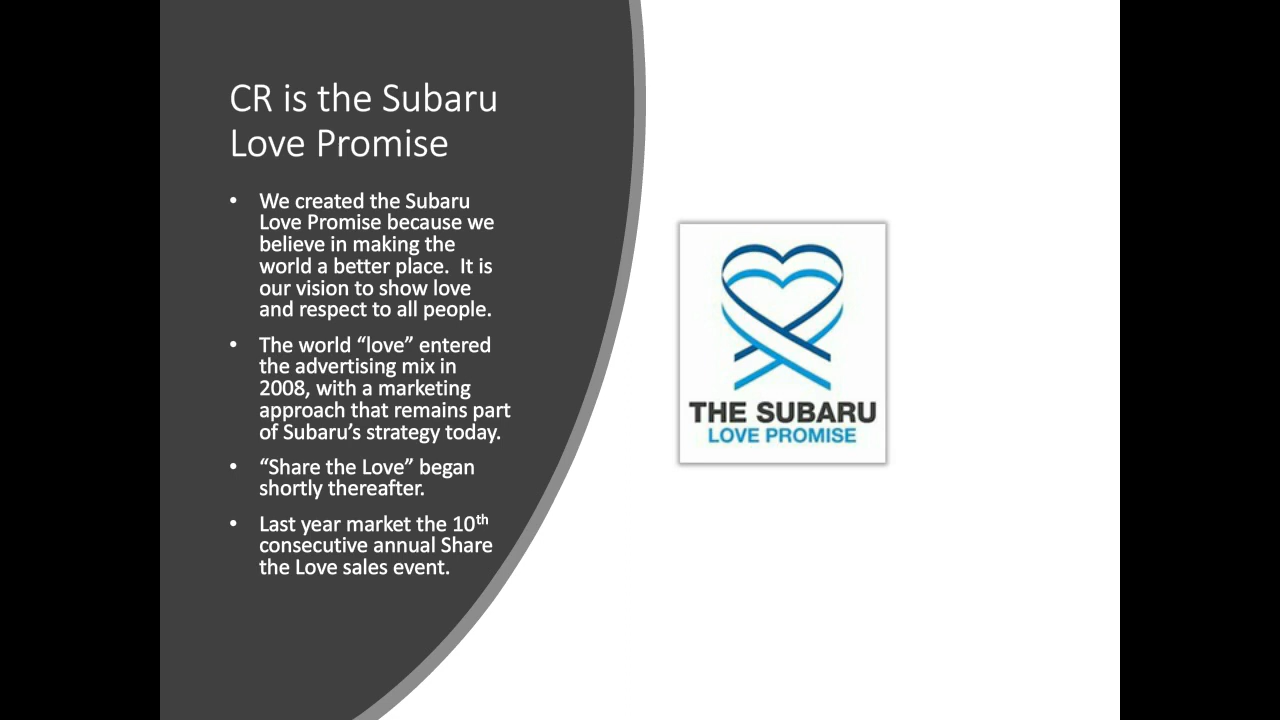 CR is the Subaru
Love Promise
• We created the Subaru
Love Promise because we
believe in making the
world a better place.  It is
our vision to show love
and respect to all people.
• The world “love” entered
the advertising mix in
2008, with a marketing
approach that remains part
of Subaru’s strategy today.
• “Share the Love” began
shortly thereafter.
• Last year market the 10th
consecutive annual Share
the Love sales event.
THE SUBARU
LOVE PROMISE